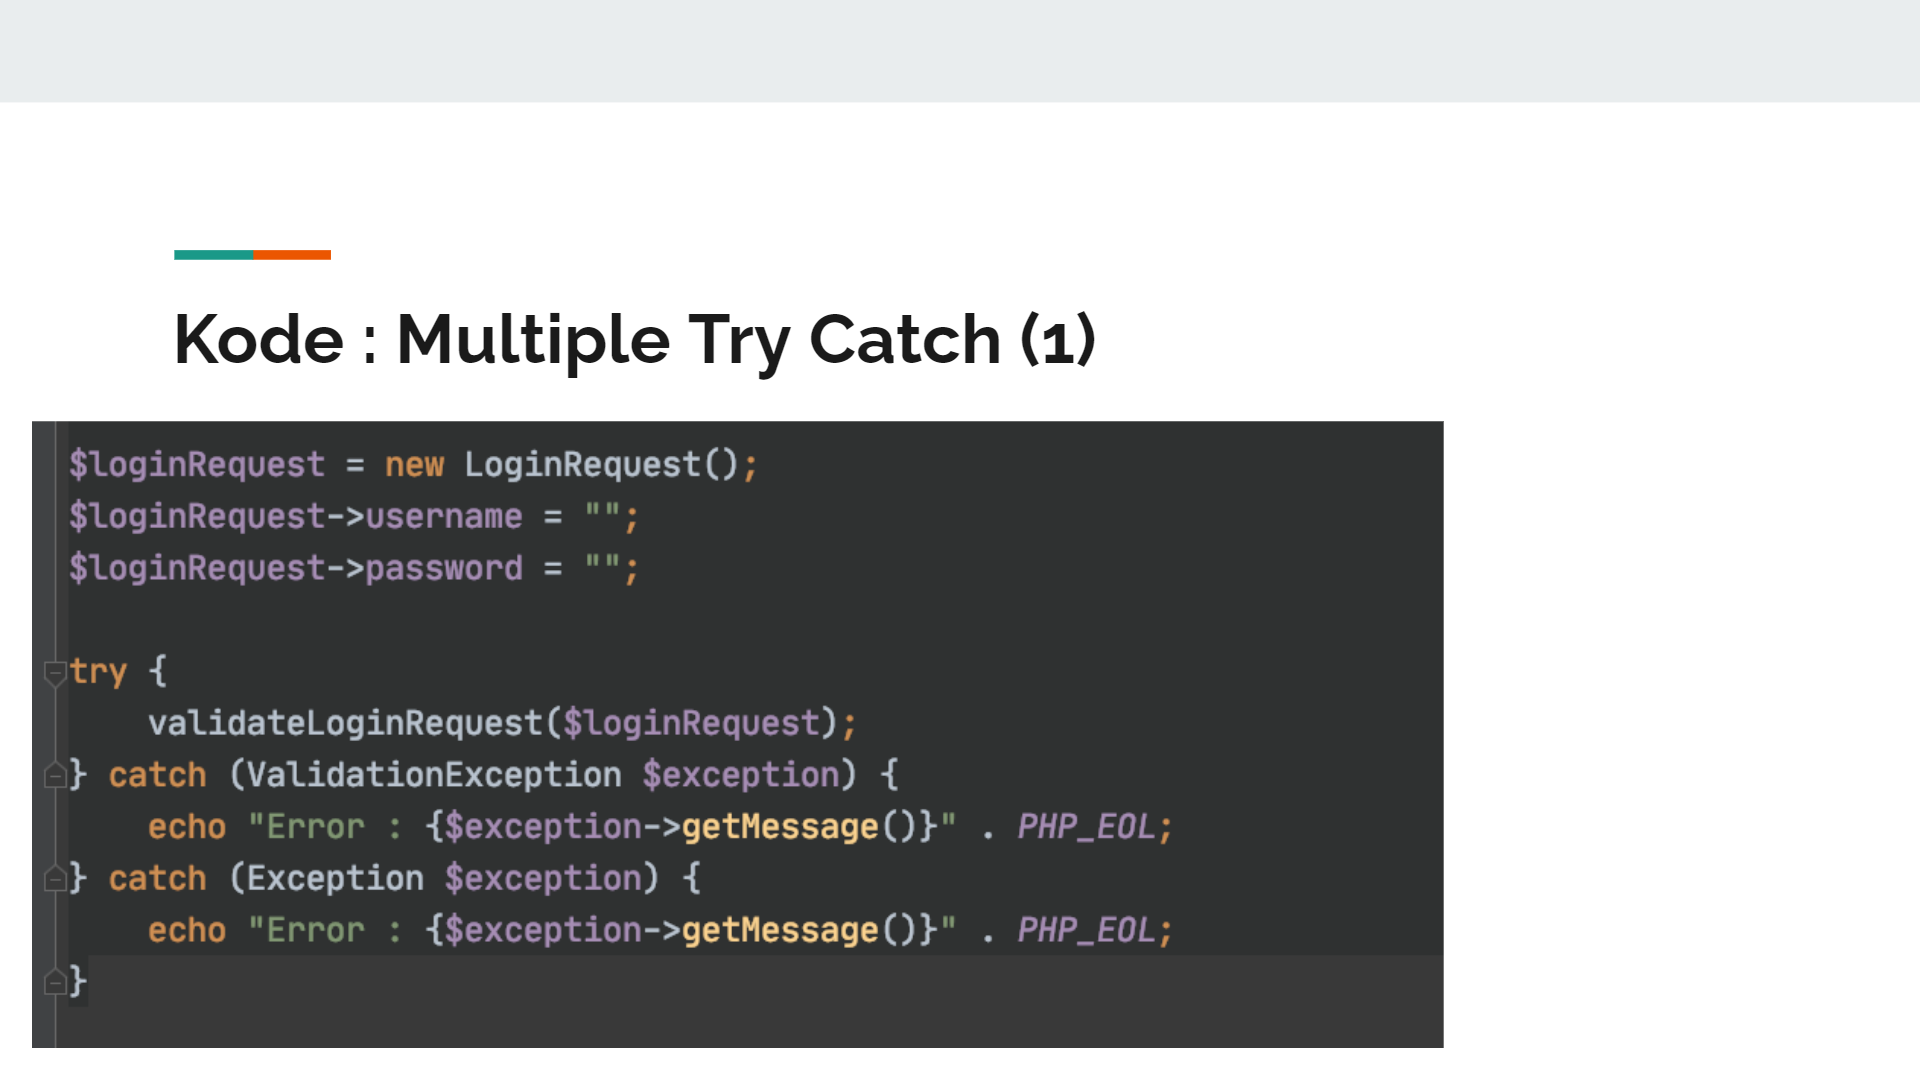 Kode : Multiple Try Catch (1)
$loginRequest = new LoginRequest();
$loginRequest->username = "";
$loginRequest->password = "";
try {
    validateLoginRequest($loginRequest);
} catch (ValidationException $exception) {
    echo "Error : {$exception->getMessage()}" . PHP_EOL;
} catch (Exception $exception) {
    echo "Error : {$exception->getMessage()}" . PHP_EOL;
}